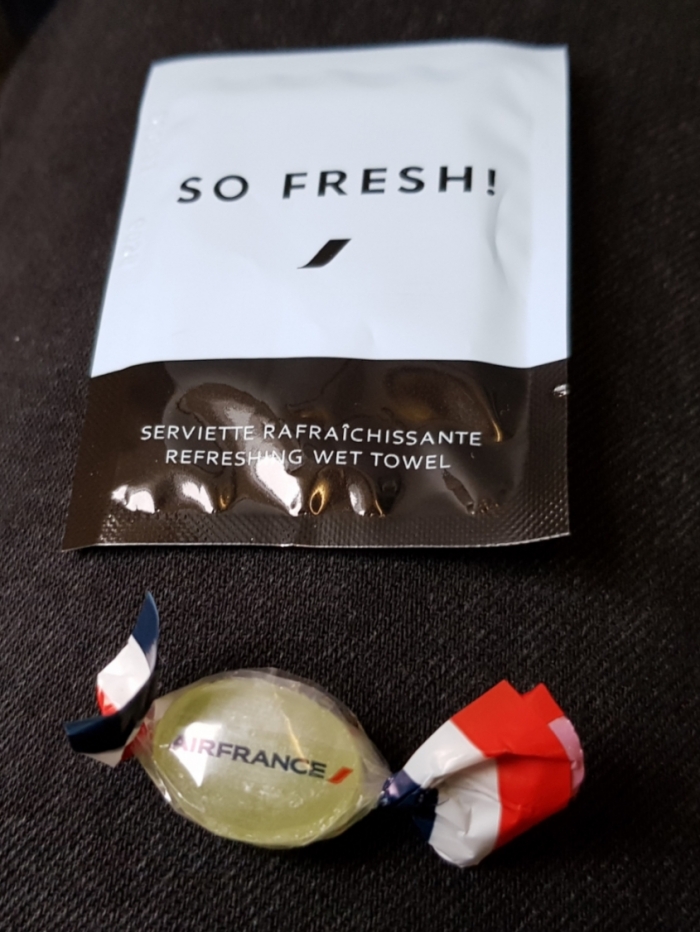 SO FRESH!
SERVIETTE RAFRAÎCHISSANTE
REFRESHING WET TOWEL
AIRFRANCE